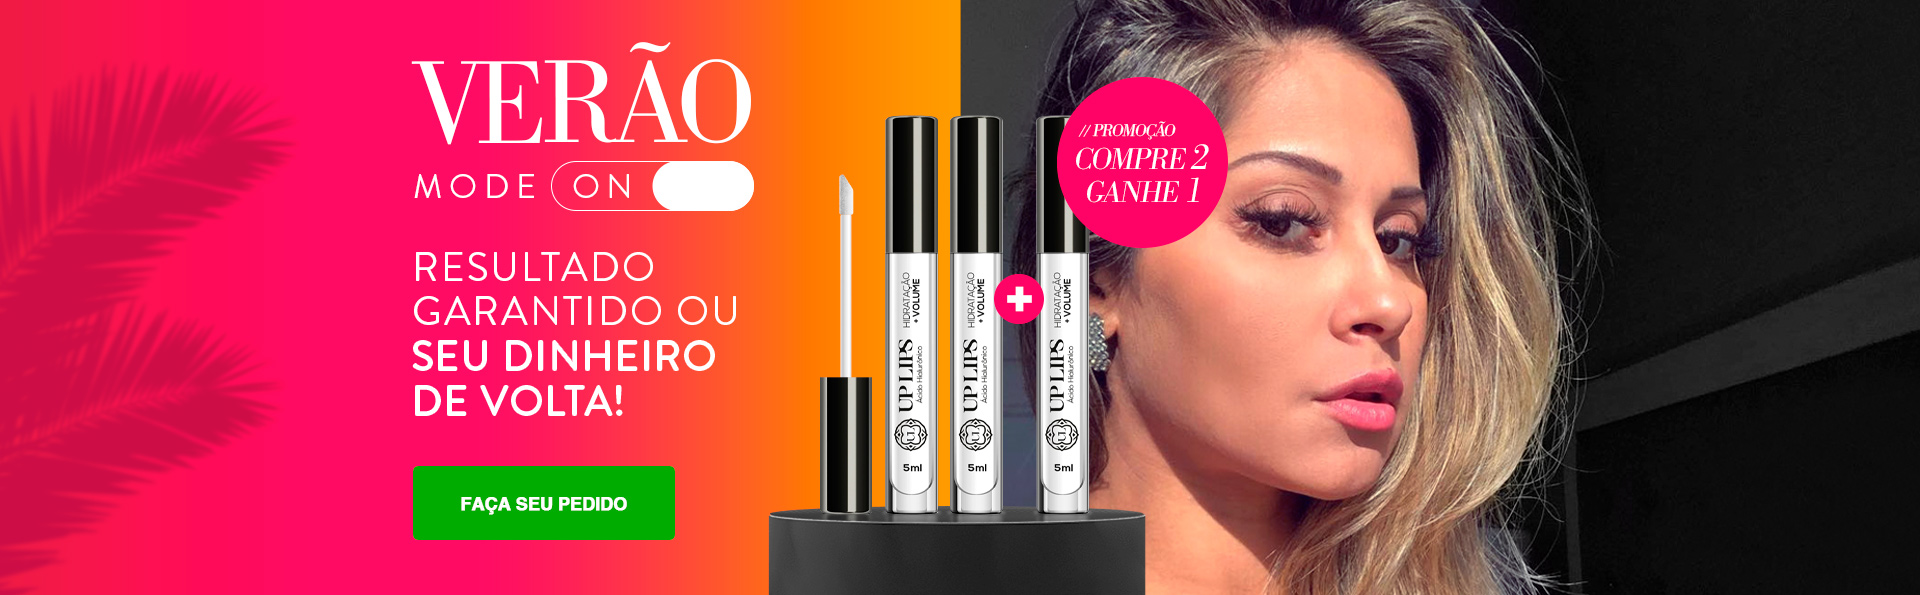 VERÃO
MODE ON
RESULTADO
GARANTIDO OU
SEU DINHEIRO
DE VOLTA!
FAÇA SEU PEDIDO
// PROMOÇÃO
COMPRE 2
GANHE 1
UP LIPS
Ácido Hialurônico
HIDRATAÇÃO
+ VOLUME
5ml
UP LIPS
Ácido Hialurônico
HIDRATAÇÃO
+ VOLUME
5ml
UP LIPS
Ácido Hialurônico
HIDRATAÇÃO
+ VOLUME
5ml